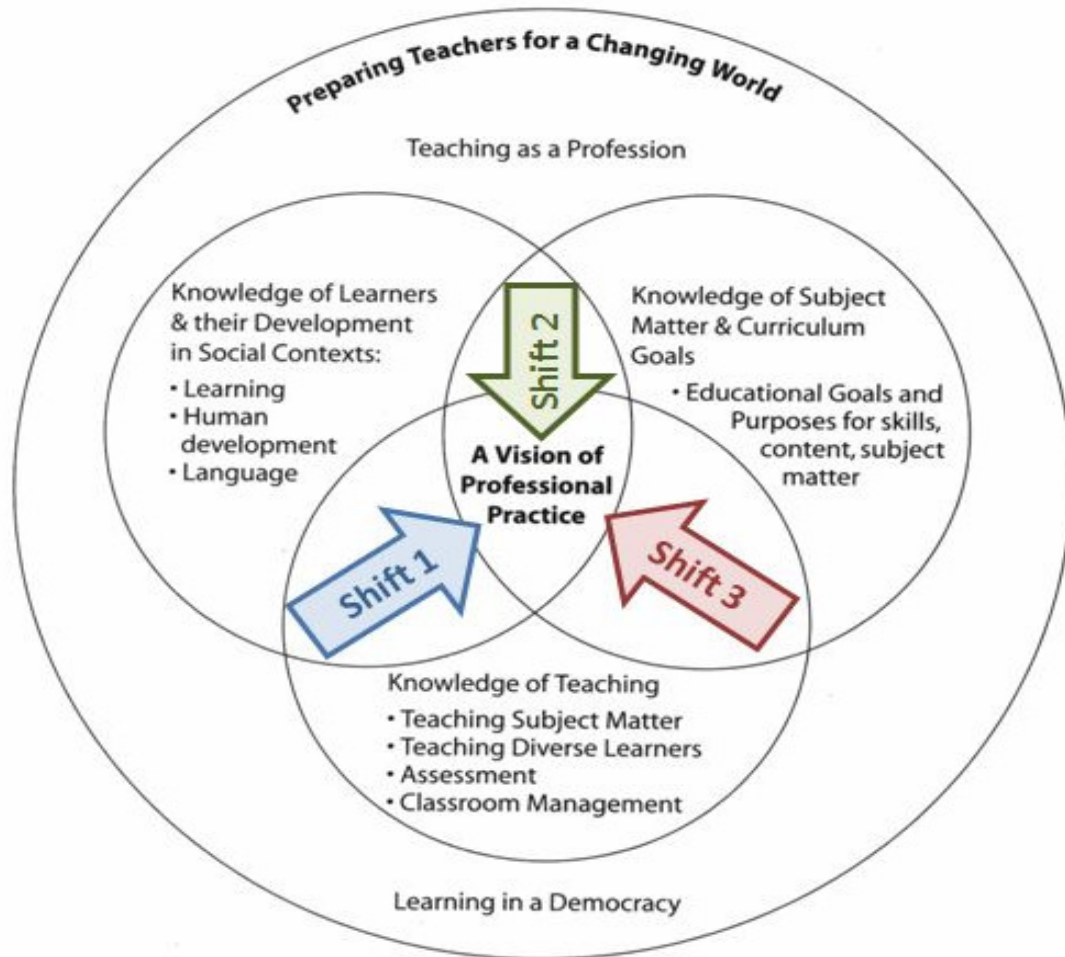 Preparing Teachers for a Changing World
Teaching as a Profession
Knowledge of Learners
& their Development
in Social Contexts:
• Learning
• Human
development
• Language
Shift 2
Knowledge of Subject
Matter & Curriculum
Goals
• Educational Goals and
Purposes for skills,
content, subject
matter
A Vision of
Professional
Practice
Shift 1
Shift 3
Knowledge of Teaching
• Teaching Subject Matter
• Teaching Diverse Learners
• Assessment
• Classroom Management
Learning in a Democracy